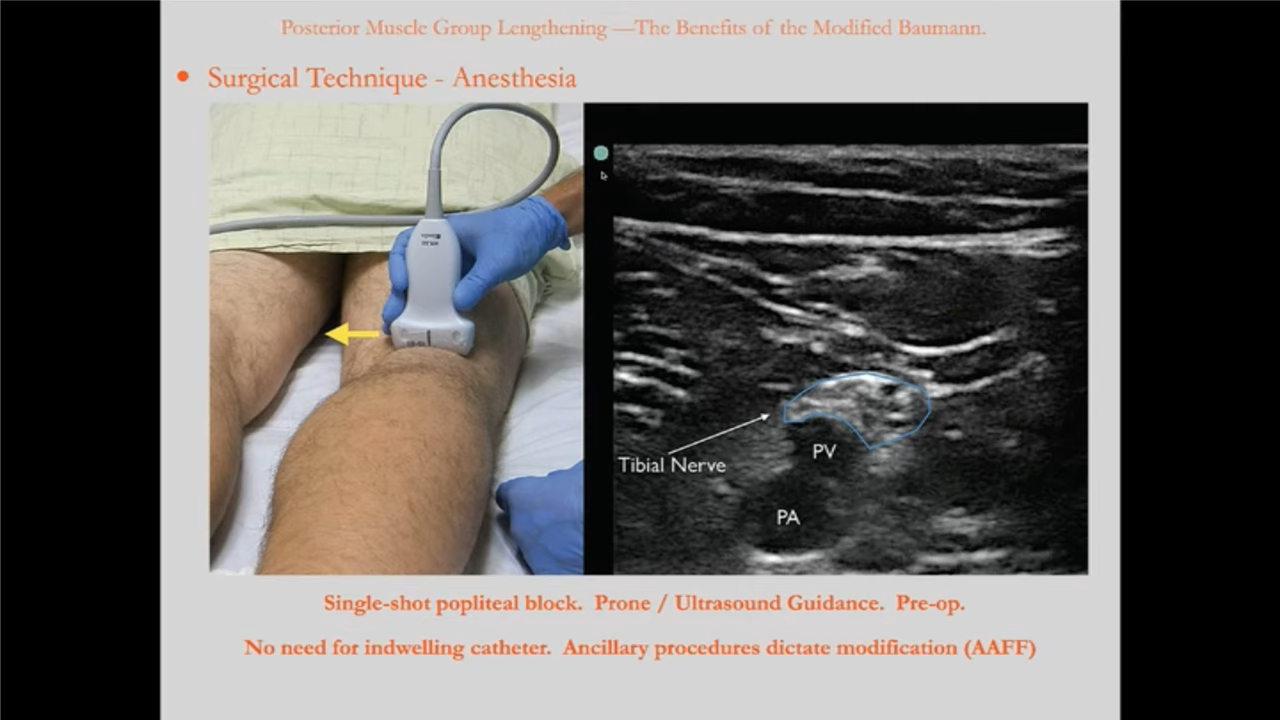 Posterior Muscle Group Lengthening —The Benefits of the Modified Baumann.
• Surgical Technique - Anesthesia
Tibial Nerve
PV
PA
Single-shot popliteal block. Prone / Ultrasound Guidance. Pre-op.
No need for indwelling catheter. Ancillary procedures dictate modification (AAFF)